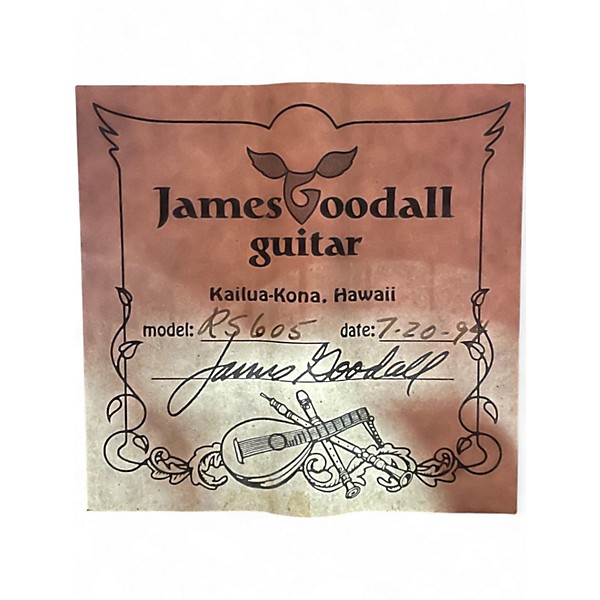 James Goodall
guitar
Kailua-Kona, Hawaii
model: RS605 date: 7-20-94
James Goodall